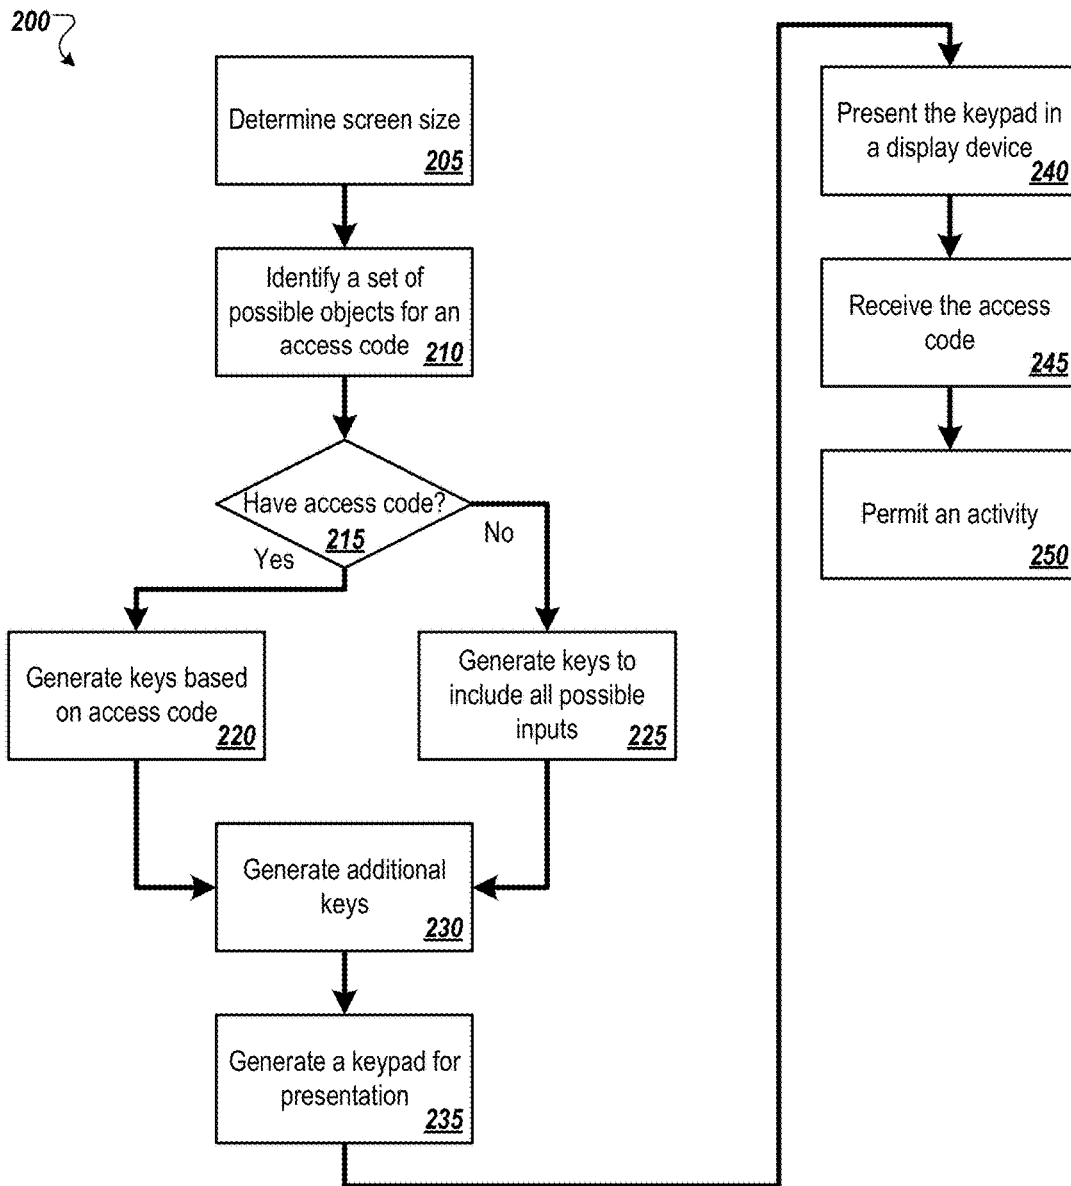 200
Determine screen size
205
Identify a set of
possible objects for an
access code
210
Have access code?
215
Yes
No
Generate keys based
on access code
220
Generate keys to
include all possible
inputs
225
Generate additional
keys
230
Generate a keypad for
presentation
235
Present the keypad in
a display device
240
Receive the access
code
245
Permit an activity
250